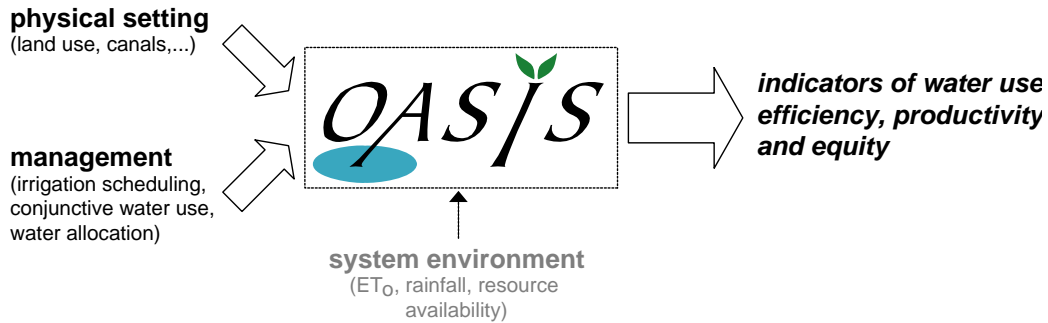 physical setting
(land use, canals,...)
OASIS
indicators of water use
efficiency, productivity
and equity
management
(irrigation scheduling,
conjunctive water use,
water allocation)
system environment
(ETo, rainfall, resource
availability)